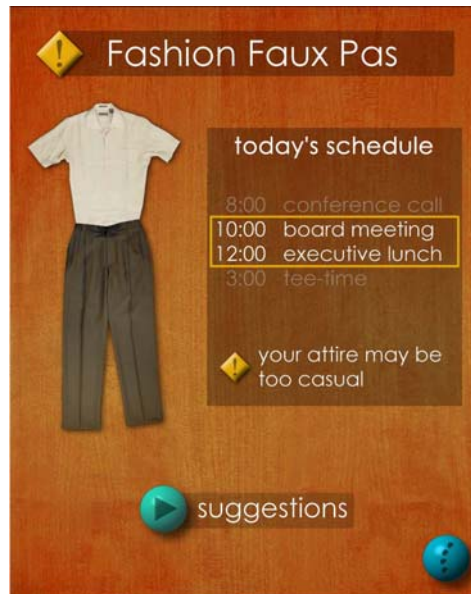 Fashion Faux Pas
today's schedule
8:00 conference call
10:00 board meeting
12:00 executive lunch
3:00 tee-time
your attire may be
too casual
suggestions